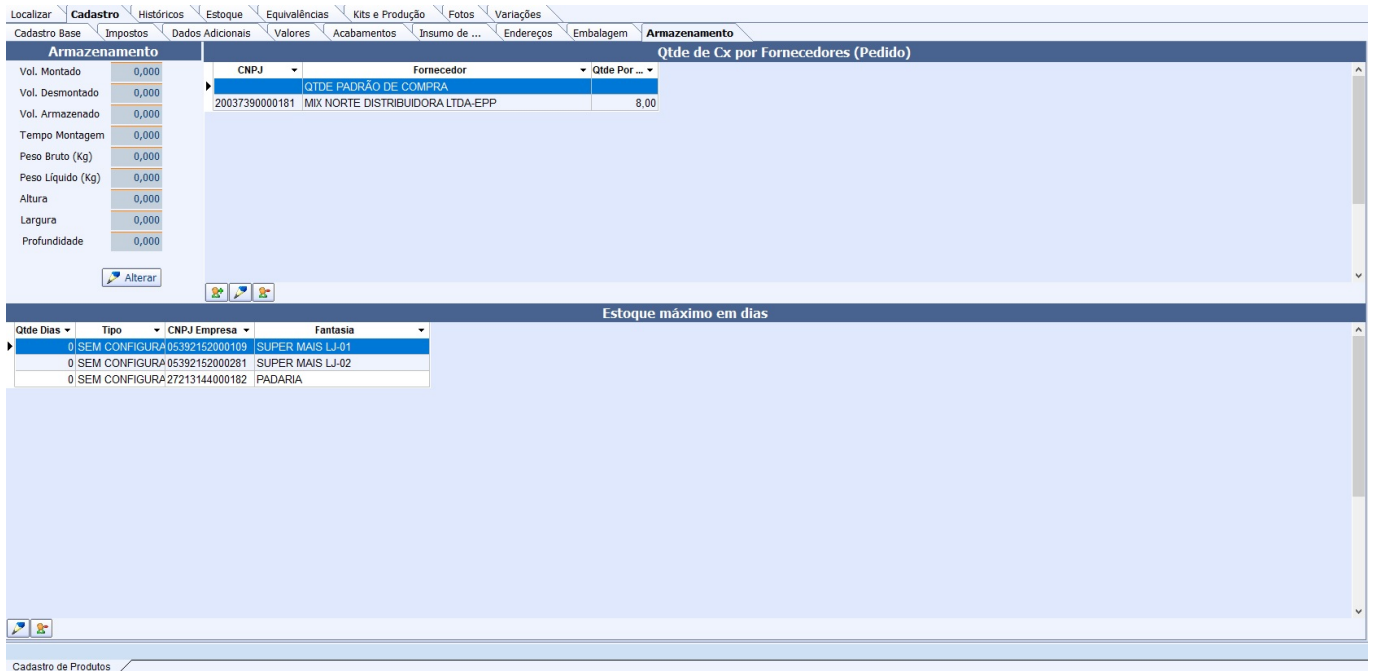 Localizar Cadastro Históricos Estoque Equivalências Kits e Produção Fotos Variações
Cadastro Base Impostos Dados Adicionais Valores Acabamentos Insumo de ... Endereços Embalagem Armazenamento
Armazenamento
Vol. Montado 0,000
Vol. Desmontado 0,000
Vol. Armazenado 0,000
Tempo Montagem 0,000
Peso Bruto (Kg) 0,000
Peso Líquido (Kg) 0,000
Altura 0,000
Largura 0,000
Profundidade 0,000
Alterar
Qtde de Cx por Fornecedores (Pedido)
CNPJ Fornecedor Qtde Por ...
QTDE PADRÃO DE COMPRA
20037390000181 MIX NORTE DISTRIBUIDORA LTDA-EPP 8,00
Estoque máximo em dias
Qtde Dias Tipo CNPJ Empresa Fantasia
0 SEM CONFIGURA 05392152000109 SUPER MAIS LJ-01
0 SEM CONFIGURA 05392152000281 SUPER MAIS LJ-02
0 SEM CONFIGURA 27213144000182 PADARIA
Cadastro de Produtos